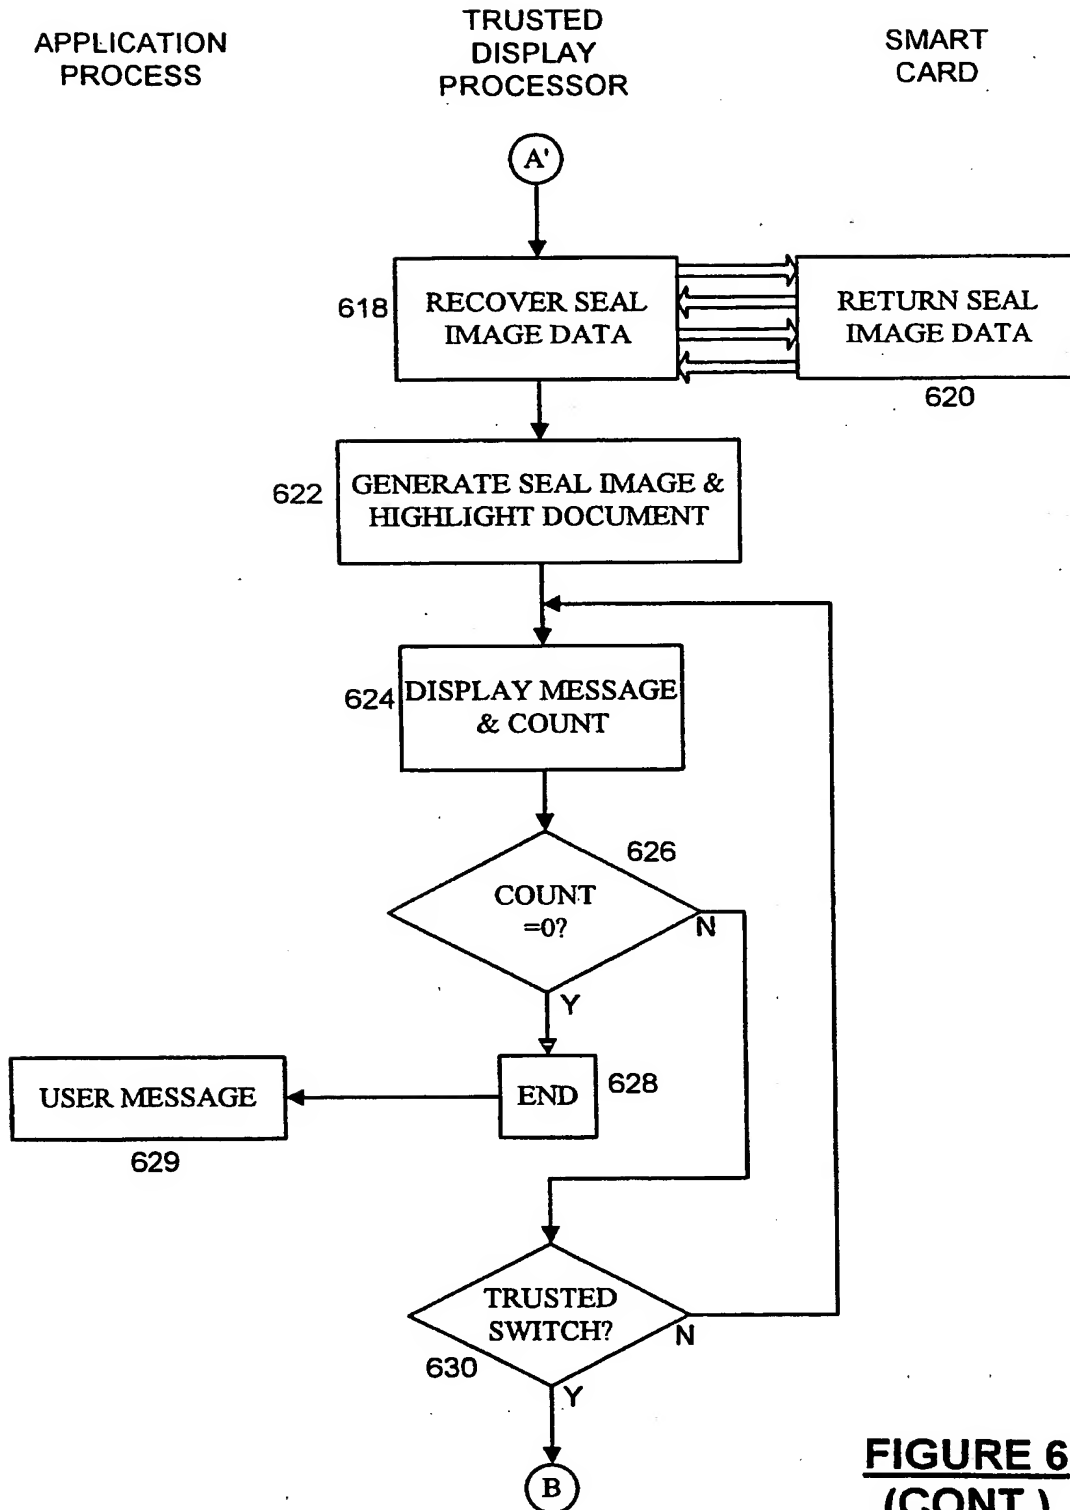 APPLICATION
PROCESS
TRUSTED
DISPLAY
PROCESSOR
SMART
CARD
A'
618
RECOVER SEAL
IMAGE DATA
RETURN SEAL
IMAGE DATA
620
622
GENERATE SEAL IMAGE &
HIGHLIGHT DOCUMENT
624
DISPLAY MESSAGE
& COUNT
626
COUNT
=0?
N
Y
USER MESSAGE
629
END
628
TRUSTED
SWITCH?
N
630
Y
B
FIGURE 6
(CONT.)